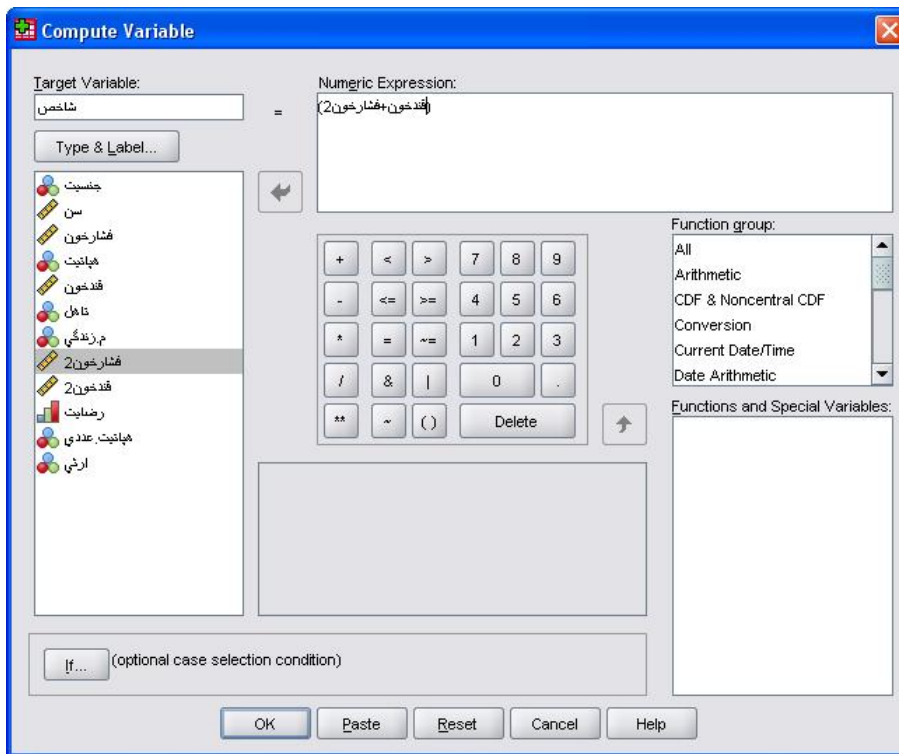 Compute Variable
Target Variable:
شاخص
=
Numeric Expression:
(قندخون+فشارخون2)
Type & Label...
جنسیت
سن
فشارخون
هپاتیت
قندخون
تاهل
م.زندگي
فشارخون2
قندخون2
رضایت
هپاتیت.عددي
ارثي
+ < > 7 8 9
- <= >= 4 5 6
* = ~= 1 2 3
/ & | 0 .
** ~ ( ) Delete
Function group:
All
Arithmetic
CDF & Noncentral CDF
Conversion
Current Date/Time
Date Arithmetic
Functions and Special Variables:
If... (optional case selection condition)
OK Paste Reset Cancel Help